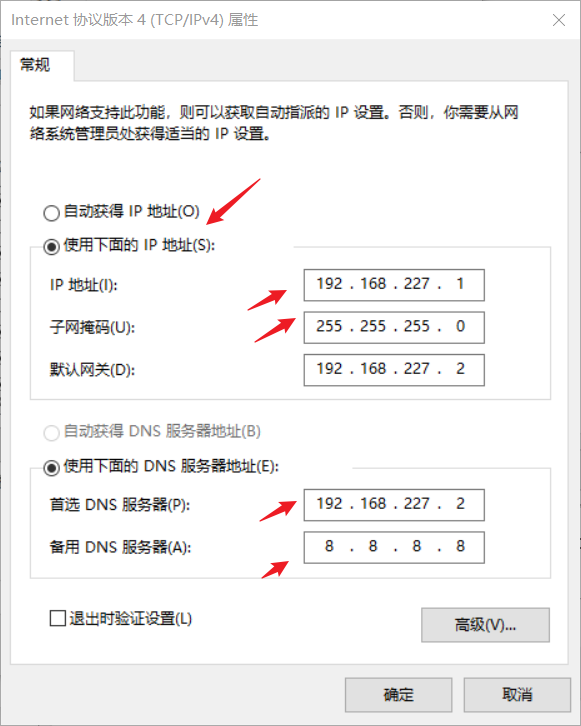 Internet 协议版本 4 (TCP/IPv4) 属性
常规
如果网络支持此功能，则可以获取自动指派的 IP 设置。否则，你需要从网
络系统管理员处获得适当的 IP 设置。
自动获得 IP 地址(O)
使用下面的 IP 地址(S):
IP 地址(I): 192 . 168 . 227 . 1
子网掩码(U): 255 . 255 . 255 . 0
默认网关(D): 192 . 168 . 227 . 2
自动获得 DNS 服务器地址(B)
使用下面的 DNS 服务器地址(E):
首选 DNS 服务器(P): 192 . 168 . 227 . 2
备用 DNS 服务器(A): 8 . 8 . 8 . 8
退出时验证设置(L)
高级(V)...
确定 取消